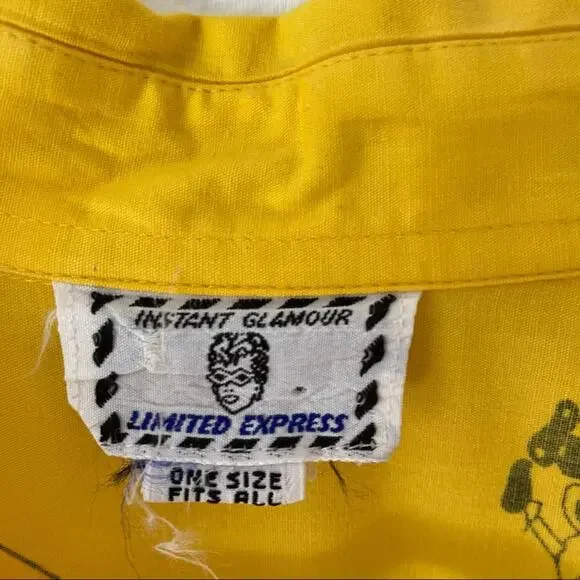 INSTANT GLAMOUR
LIMITED EXPRESS
ONE SIZE
FITS ALL